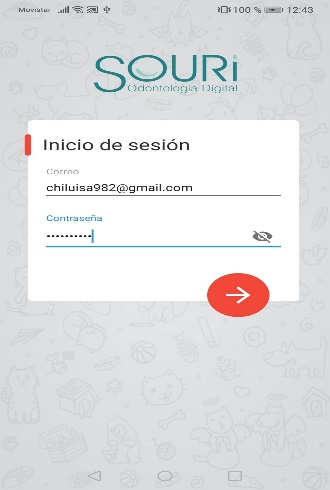 Movistar 100 % 12:43
SOURi
Odontología Digital
Inicio de sesión
Correo
chiluisa982@gmail.com
Contraseña
••••••••••